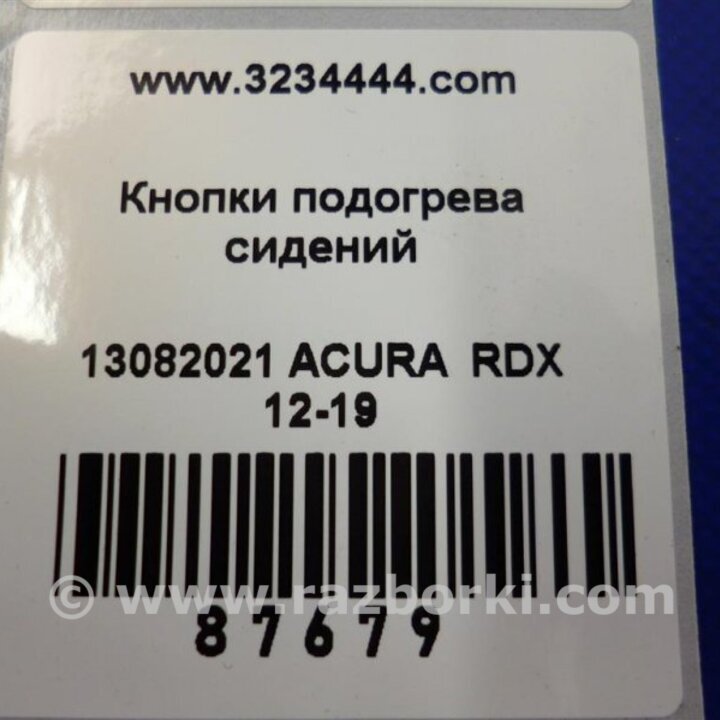 www.3234444.com
Кнопки подогрева
сидений
13082021 ACURA RDX
12-19
© www.razborki.com
87679